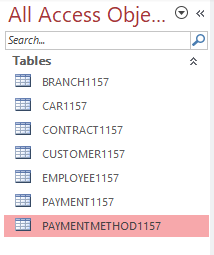 All Access Obje...
Search...
Tables
BRANCH1157
CAR1157
CONTRACT1157
CUSTOMER1157
EMPLOYEE1157
PAYMENT1157
PAYMENTMETHOD1157